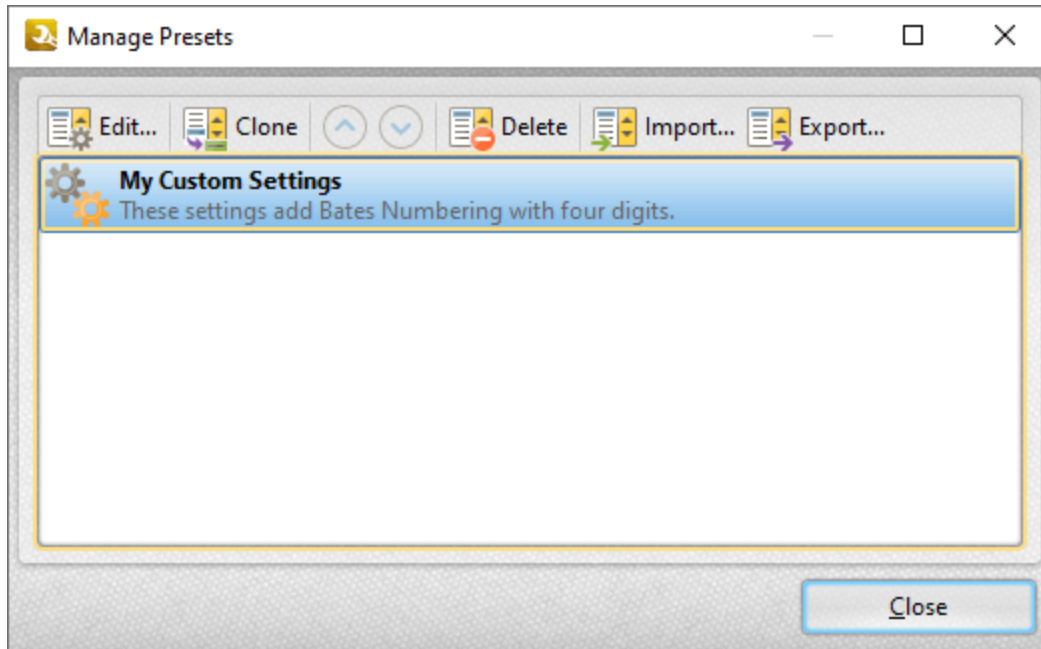 Manage Presets
Edit... Clone Delete Import... Export...
My Custom Settings
These settings add Bates Numbering with four digits.
Close